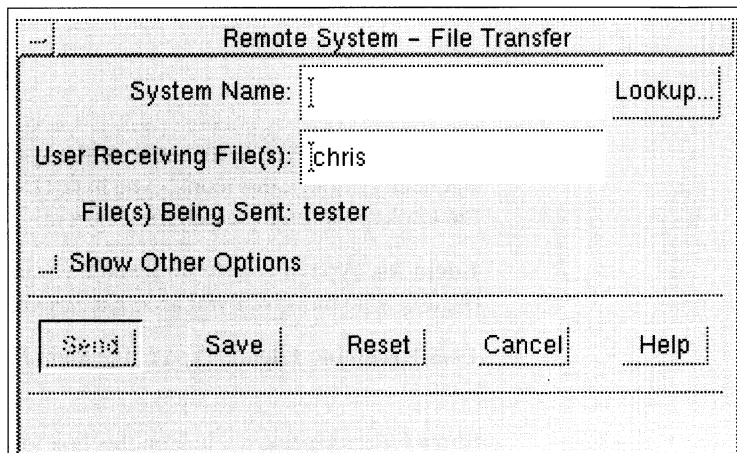 Remote System – File Transfer
System Name: Lookup...
User Receiving File(s): chris
File(s) Being Sent: tester
Show Other Options
Send Save Reset Cancel Help